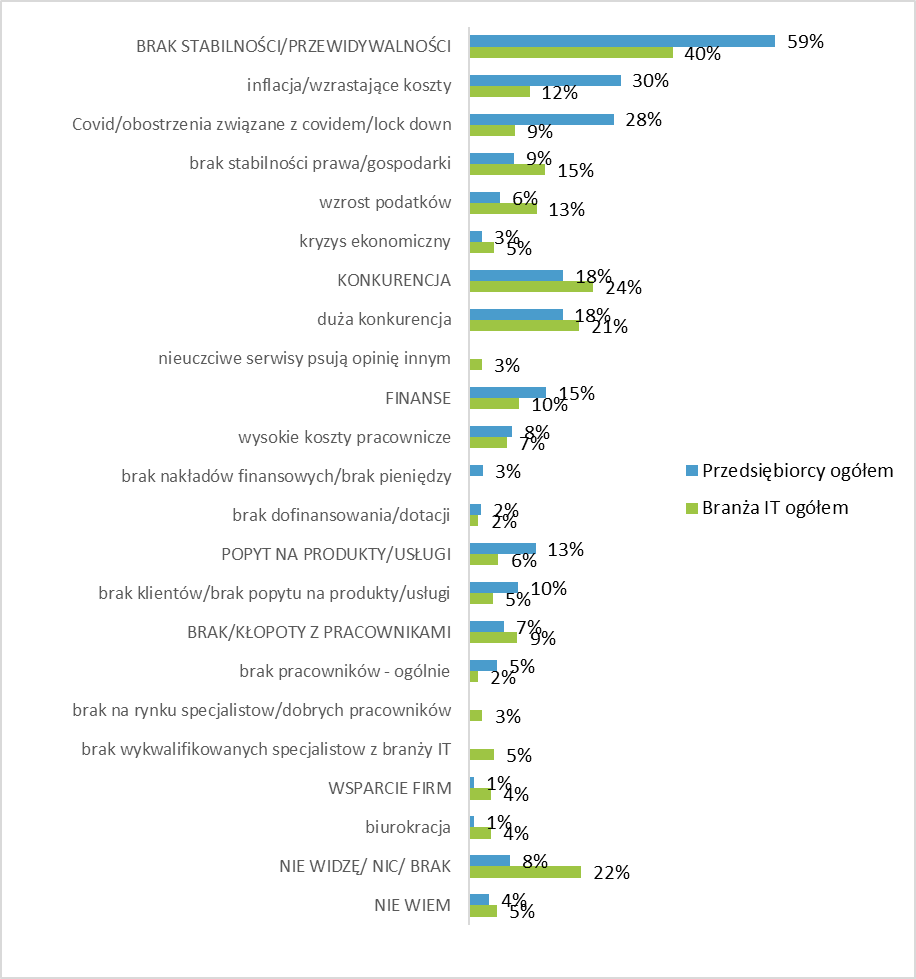 BRAK STABILNOŚCI/PRZEWIDYWALNOŚCI 59% 40%
inflacja/wzrastające koszty 30% 12%
Covid/obostrzenia związane z covidem/lock down 28% 9%
brak stabilności prawa/gospodarki 9% 15%
wzrost podatków 6% 13%
kryzys ekonomiczny 3% 5%
KONKURENCJA 18% 24%
duża konkurencja 18% 21%
nieuczciwe serwisy psują opinię innym 3%
FINANSE 15% 10%
wysokie koszty pracownicze 8% 7%
brak nakładów finansowych/brak pieniędzy 3%
brak dofinansowania/dotacji 2% 2%
POPYT NA PRODUKTY/USŁUGI 13% 6%
brak klientów/brak popytu na produkty/usługi 10% 5%
BRAK/KŁOPOTY Z PRACOWNIKAMI 7% 9%
brak pracowników - ogólnie 5% 2%
brak na rynku specjalistow/dobrych pracowników 3%
brak wykwalifikowanych specjalistow z branży IT 5%
WSPARCIE FIRM 1% 4%
biurokracja 1% 4%
NIE WIDZĘ/ NIC/ BRAK 8% 22%
NIE WIEM 4% 5%
Przedsiębiorcy ogółem
Branża IT ogółem